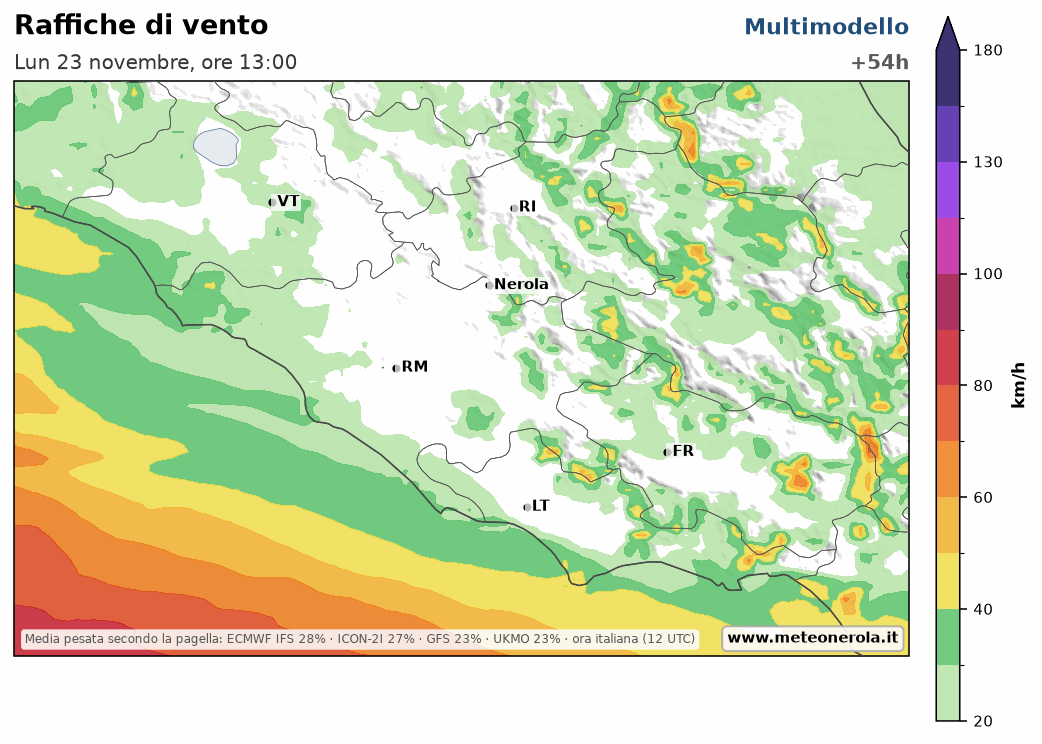 Raffiche di vento
Multimodello
Lun 23 novembre, ore 13:00
+54h
180
130
100
80
60
40
20
km/h
VT
RI
Nerola
RM
FR
LT
Media pesata secondo la pagella: ECMWF IFS 28% · ICON-2I 27% · GFS 23% · UKMO 23% · ora italiana (12 UTC)
www.meteonerola.it